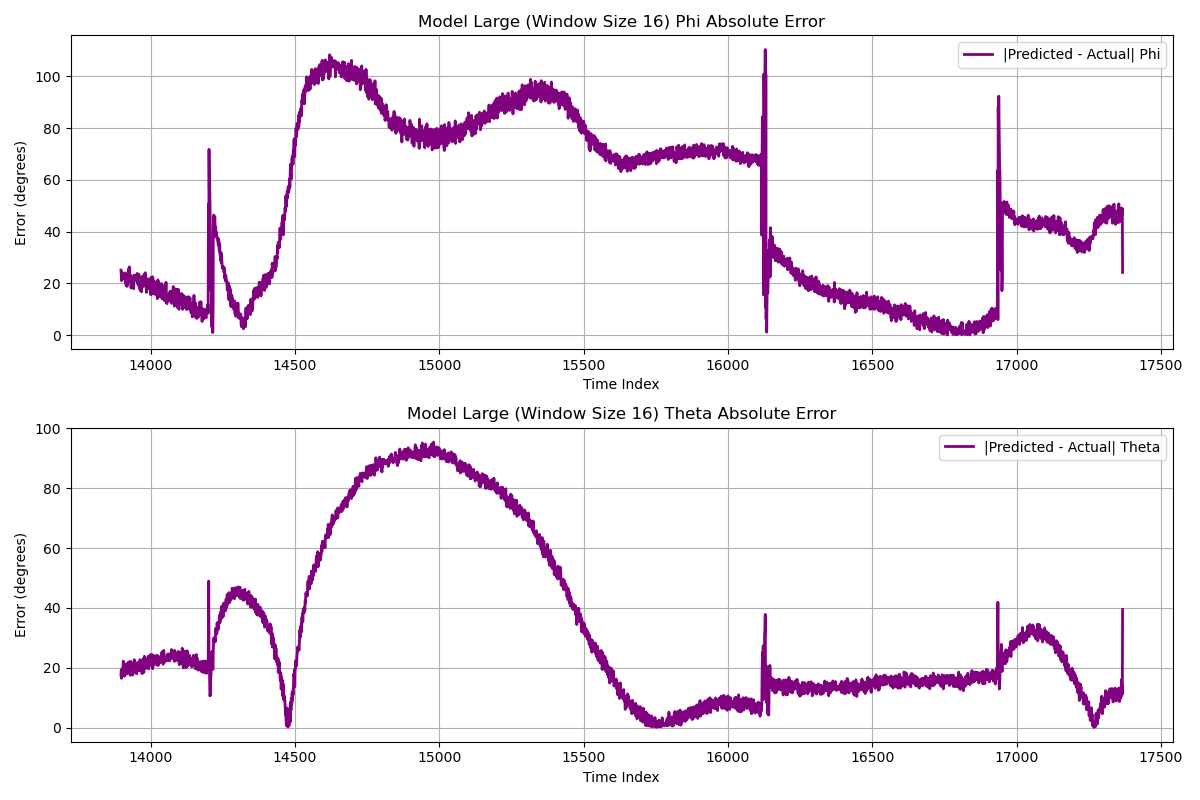 Model Large (Window Size 16) Phi Absolute Error
|Predicted - Actual| Phi
Error (degrees)
100
80
60
40
20
0
14000 14500 15000 15500 16000 16500 17000 17500
Time Index
Model Large (Window Size 16) Theta Absolute Error
|Predicted - Actual| Theta
Error (degrees)
100
80
60
40
20
0
14000 14500 15000 15500 16000 16500 17000 17500
Time Index